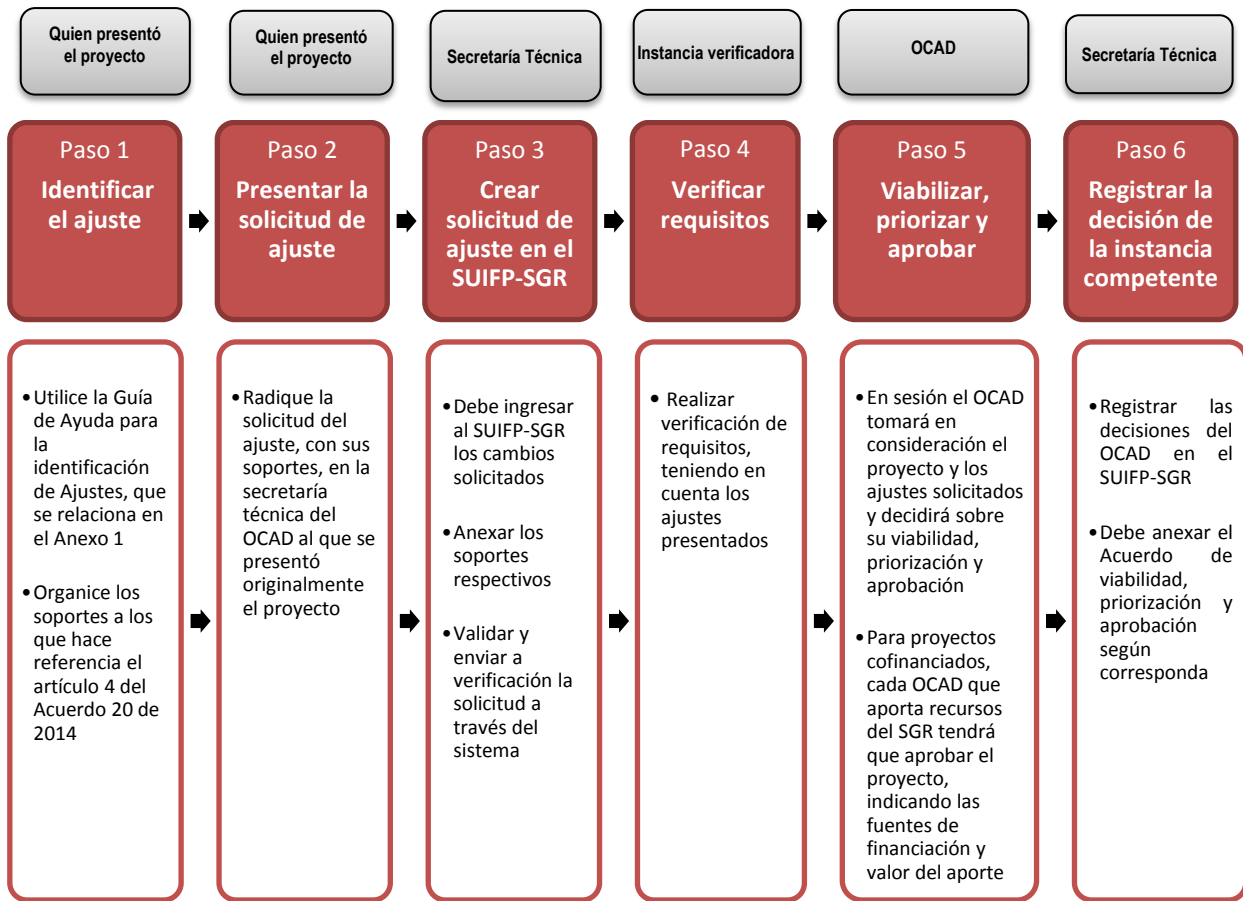 Quien presentó
el proyecto
Quien presentó
el proyecto
Secretaría Técnica
Instancia verificadora
OCAD
Secretaría Técnica
Paso 1
Identificar
el ajuste
Paso 2
Presentar la
solicitud de
ajuste
Paso 3
Crear
solicitud de
ajuste en el
SUIFP-SGR
Paso 4
Verificar
requisitos
Paso 5
Viabilizar,
priorizar y
aprobar
Paso 6
Registrar la
decisión de
la instancia
competente
•Utilice la Guía
de Ayuda para
la
identificación
de Ajustes, que
se relaciona en
el Anexo 1
•Organice los
soportes a los
que hace
referencia el
artículo 4 del
Acuerdo 20 de
2014
•Radique la
solicitud del
ajuste, con sus
soportes, en la
secretaría
técnica del
OCAD al que se
presentó
originalmente
el proyecto
•Debe ingresar
al SUIFP-SGR
los cambios
solicitados
•Anexar los
soportes
respectivos
•Validar y
enviar a
verificación la
solicitud a
través del
sistema
• Realizar
verificación de
requisitos,
teniendo en
cuenta los
ajustes
presentados
•En sesión el OCAD
tomará en
consideración el
proyecto y los
ajustes solicitados
y decidirá sobre
su viabilidad,
priorización y
aprobación
•Para proyectos
cofinanciados,
cada OCAD que
aporta recursos
del SGR tendrá
que aprobar el
proyecto,
indicando las
fuentes de
financiación y
valor del aporte
•Registrar las
decisiones del
OCAD en el
SUIFP-SGR
•Debe anexar el
Acuerdo de
viabilidad,
priorización y
aprobación
según
corresponda